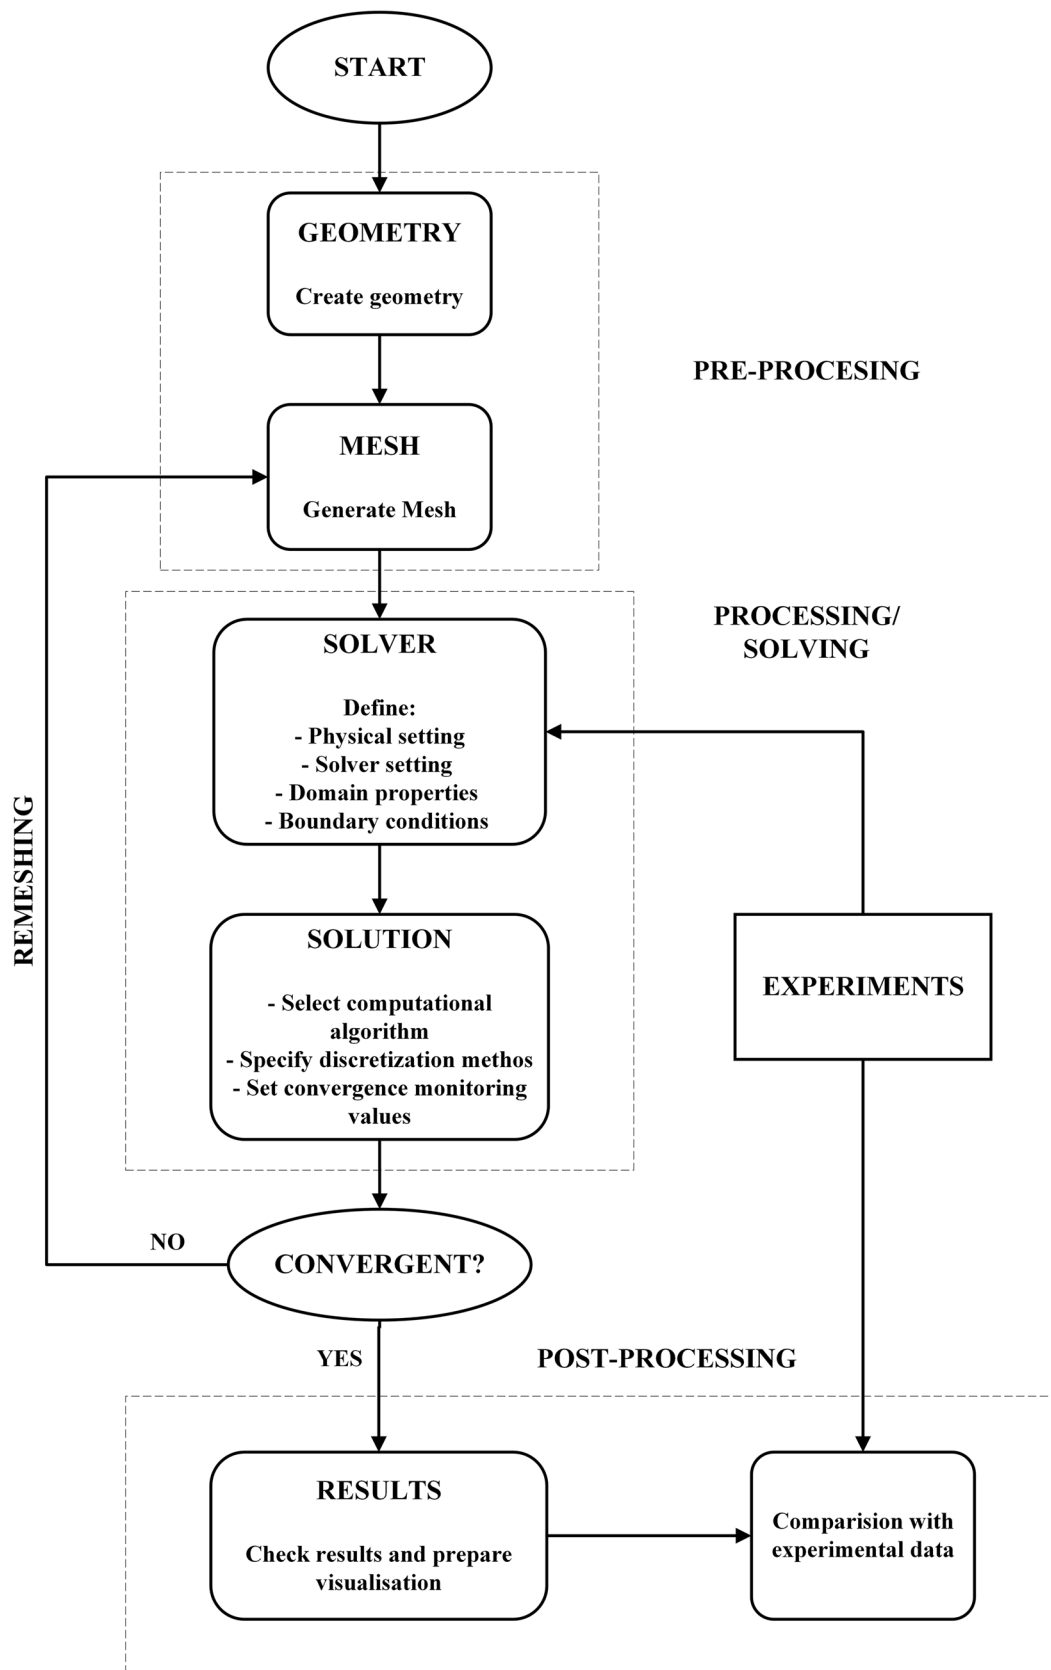 START
GEOMETRY
Create geometry
PRE-PROCESING
MESH
Generate Mesh
PROCESSING/
SOLVING
SOLVER
Define:
- Physical setting
- Solver setting
- Domain properties
- Boundary conditions
REMESHING
SOLUTION
- Select computational
algorithm
- Specify discretization methos
- Set convergence monitoring
values
EXPERIMENTS
NO
CONVERGENT?
YES
POST-PROCESSING
RESULTS
Check results and prepare
visualisation
Comparision with
experimental data